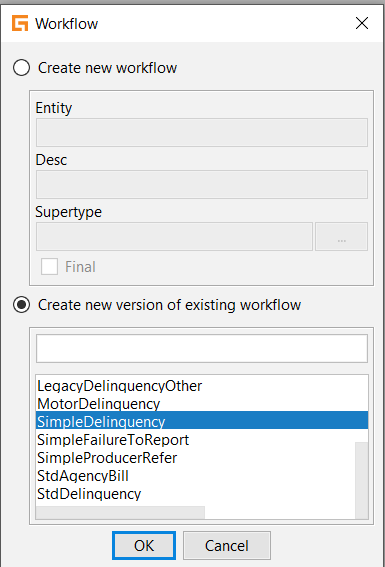 Workflow
Create new workflow
Entity
Desc
Supertype
...
Final
Create new version of existing workflow
LegacyDelinquencyOther
MotorDelinquency
SimpleDelinquency
SimpleFailureToReport
SimpleProducerRefer
StdAgencyBill
StdDelinquency
OK Cancel